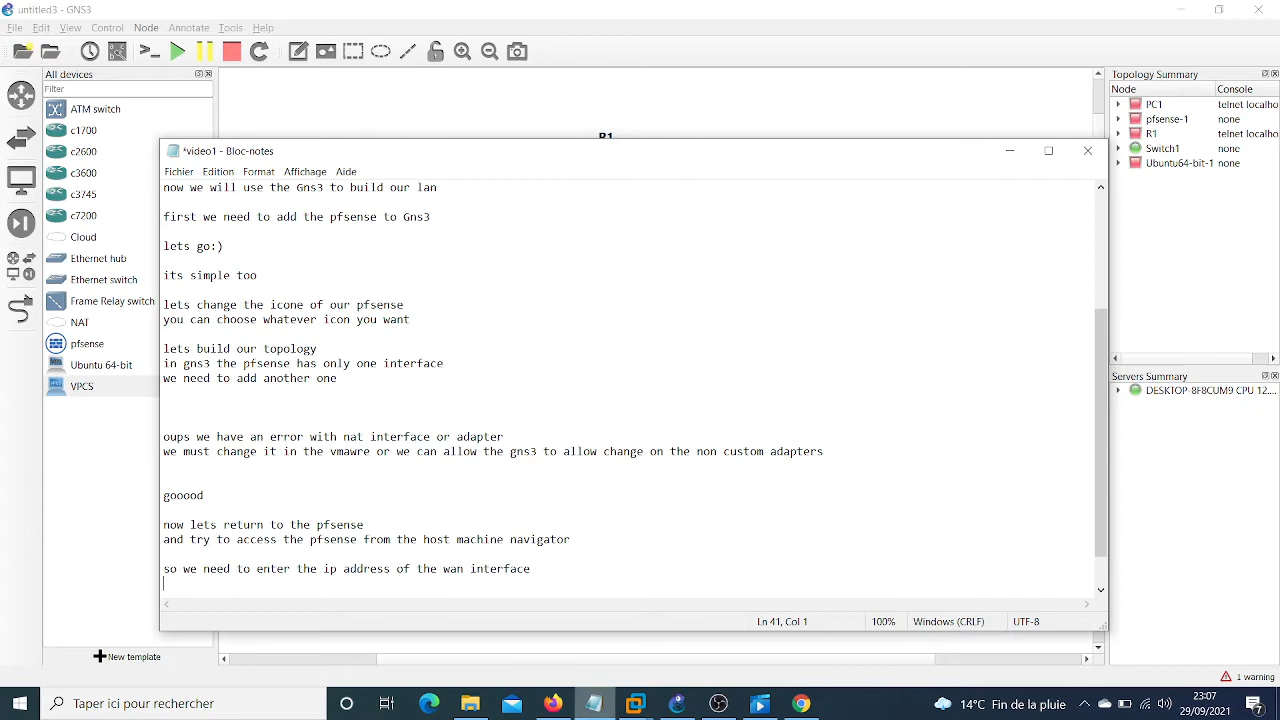 untitled3 - GNS3
File Edit View Control Node Annotate Tools Help
All devices
Filter
ATM switch
c1700
c2600
c3600
c3745
c7200
Cloud
Ethernet hub
Ethernet switch
Frame Relay switch
NAT
pfsense
Ubuntu 64-bit
VPCS
New template
R1
*video1 - Bloc-notes
Fichier Edition Format Affichage Aide
now we will use the Gns3 to build our lan
first we need to add the pfsense to Gns3
lets go:)
its simple too
lets change the icone of our pfsense
you can choose whatever icon you want
lets build our topology
in gns3 the pfsense has only one interface
we need to add another one
oups we have an error with nat interface or adapter
we must change it in the vmawre or we can allow the gns3 to allow change on the non custom adapters
gooood
now lets return to the pfsense
and try to access the pfsense from the host machine navigator
so we need to enter the ip address of the wan interface
Ln 41, Col 1 100% Windows (CRLF) UTF-8
Topology Summary
Node Console
PC1 telnet localho
pfsense-1 none
R1 telnet localho
Switch1 none
Ubuntu64-bit-1 none
Servers Summary
DESKTOP-8F8CUM9 CPU 12....
1 warning
Taper ici pour rechercher
14°C Fin de la pluie
23:07
29/09/2021